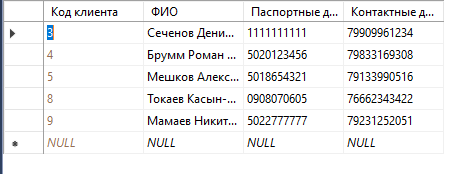 Код клиента ФИО Паспортные д... Контактные д...
3 Сеченов Дени... 1111111111 79909961234
4 Брумм Роман ... 5020123456 79833169308
5 Мешков Алекс... 5018654321 79133990516
8 Токаев Касын-... 0908070605 76662343422
9 Мамаев Никит... 5022777777 79231252051
NULL NULL NULL NULL